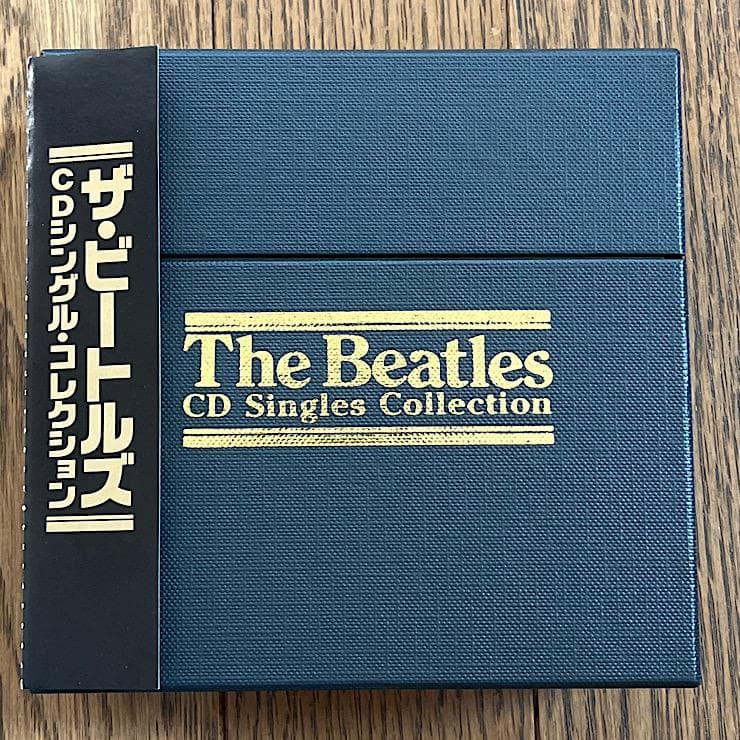 ザ・ビートルズ
CDシングル・コレクション
The Beatles
CD Singles Collection